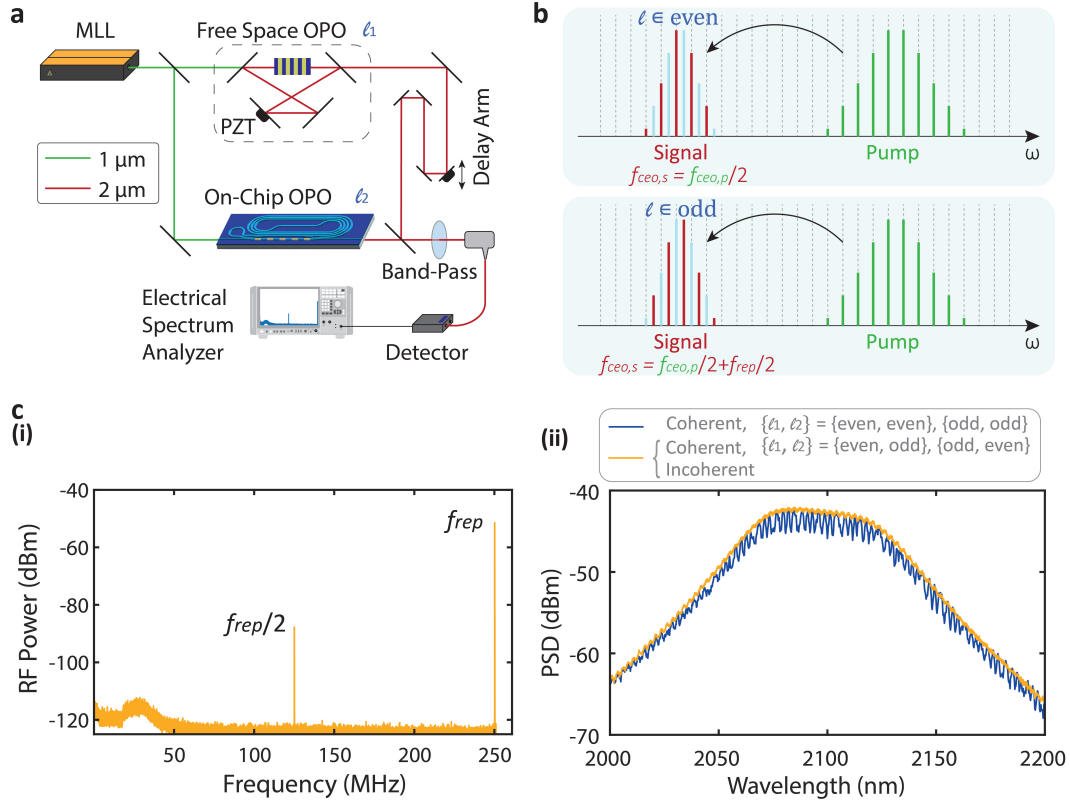 a
MLL
Free Space OPO ℓ1
PZT
Delay Arm
1 μm
2 μm
On-Chip OPO ℓ2
Band-Pass
Electrical
Spectrum
Analyzer
Detector
b
ℓ ∈ even
Signal
Pump
ω
fceo,s = fceo,p/2
ℓ ∈ odd
Signal
Pump
ω
fceo,s = fceo,p/2+frep/2
c
(i)
-40
-60
-80
-100
-120
RF Power (dBm)
frep
frep/2
50
100
150
200
250
Frequency (MHz)
(ii)
Coherent, {ℓ1, ℓ2} = {even, even}, {odd, odd}
Coherent, {ℓ1, ℓ2} = {even, odd}, {odd, even}
Incoherent
-40
-50
-60
-70
PSD (dBm)
2000
2050
2100
2150
2200
Wavelength (nm)